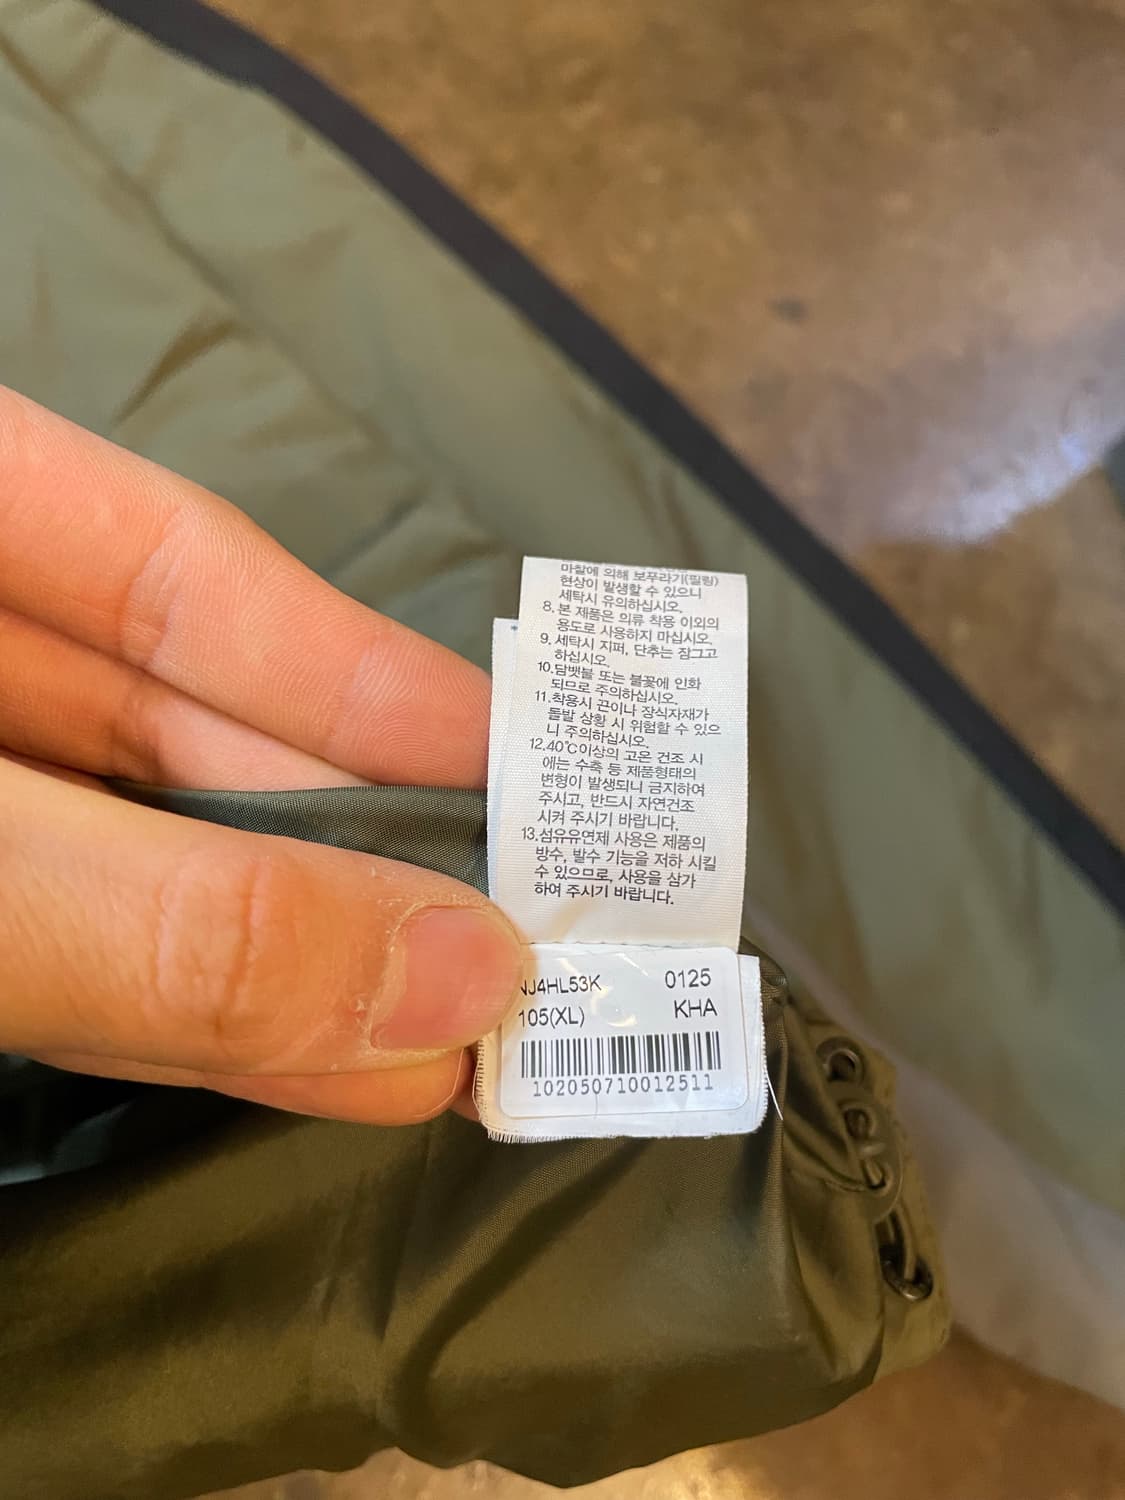 마찰에 의해 보푸라기(필링)
현상이 발생할 수 있으니
세탁시 유의하십시오.
8. 본 제품은 의류 착용 이외의
용도로 사용하지 마십시오.
9. 세탁시 지퍼, 단추는 잠그고
하십시오.
10.담뱃불 또는 불꽃에 인화
되므로 주의하십시오.
11.착용시 끈이나 장식자재가
돌발 상황 시 위험할 수 있으
니 주의하십시오.
12.40℃이상의 고온 건조 시
에는 수축 등 제품형태의
변형이 발생되니 금지하여
주시고, 반드시 자연건조
시켜 주시기 바랍니다.
13.섬유유연제 사용은 제품의
방수, 발수 기능을 저하 시킬
수 있으므로, 사용을 삼가
하여 주시기 바랍니다.
NJ4HL53K 0125
105(XL) KHA
102050710012511